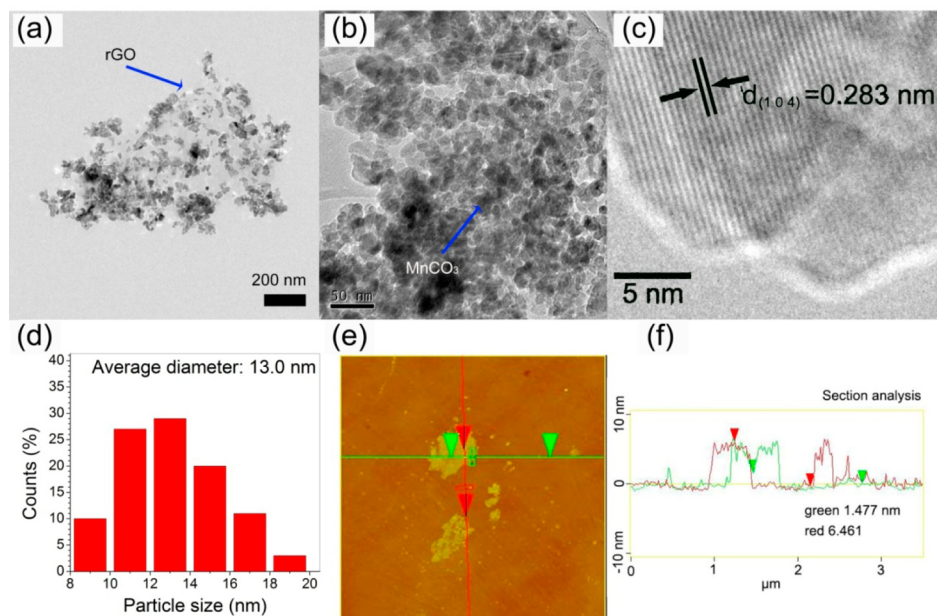 (a)
rGO
200 nm
(b)
MnCO₃
50 nm
(c)
d(1 0 4) =0.283 nm
5 nm
(d)
Average diameter: 13.0 nm
Counts (%)
40
35
30
25
20
15
10
5
0
8 10 12 14 16 18 20
Particle size (nm)
(e)
(f)
Section analysis
10 nm
0
-10 nm
green 1.477 nm
red 6.461
1 2 3
μm